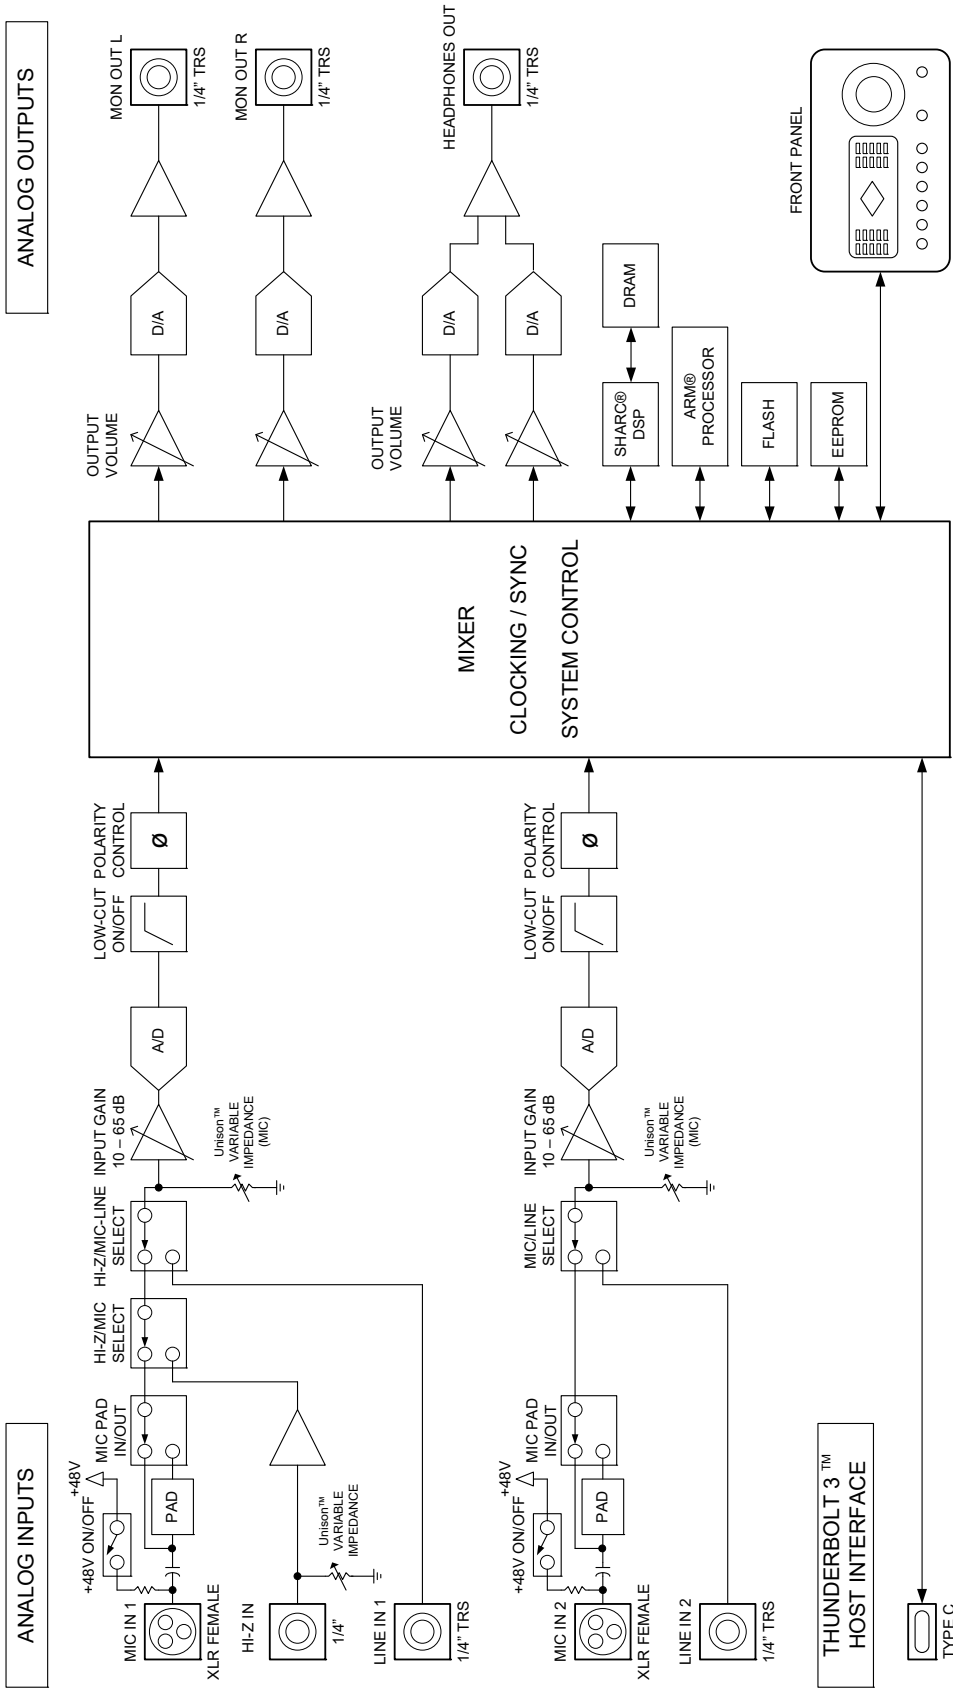 ANALOG INPUTS
ANALOG OUTPUTS
+48V ON/OFF
+48V
MIC IN 1
XLR FEMALE
PAD
MIC PAD
IN/OUT
HI-Z/MIC
SELECT
HI-Z/MIC-LINE
SELECT
INPUT GAIN
10 – 65 dB
Unison™
VARIABLE
IMPEDANCE
(MIC)
A/D
LOW-CUT
ON/OFF
POLARITY
CONTROL
Ø
HI-Z IN
1/4"
Unison™
VARIABLE
IMPEDANCE
LINE IN 1
1/4" TRS
+48V ON/OFF
+48V
MIC IN 2
XLR FEMALE
PAD
MIC PAD
IN/OUT
MIC/LINE
SELECT
INPUT GAIN
10 – 65 dB
Unison™
VARIABLE
IMPEDANCE
(MIC)
A/D
LOW-CUT
ON/OFF
POLARITY
CONTROL
Ø
LINE IN 2
1/4" TRS
THUNDERBOLT 3 ™
HOST INTERFACE
TYPE C
MIXER
CLOCKING / SYNC
SYSTEM CONTROL
OUTPUT
VOLUME
D/A
MON OUT L
1/4" TRS
D/A
MON OUT R
1/4" TRS
OUTPUT
VOLUME
D/A
D/A
HEADPHONES OUT
1/4" TRS
SHARC®
DSP
DRAM
ARM®
PROCESSOR
FLASH
EEPROM
FRONT PANEL